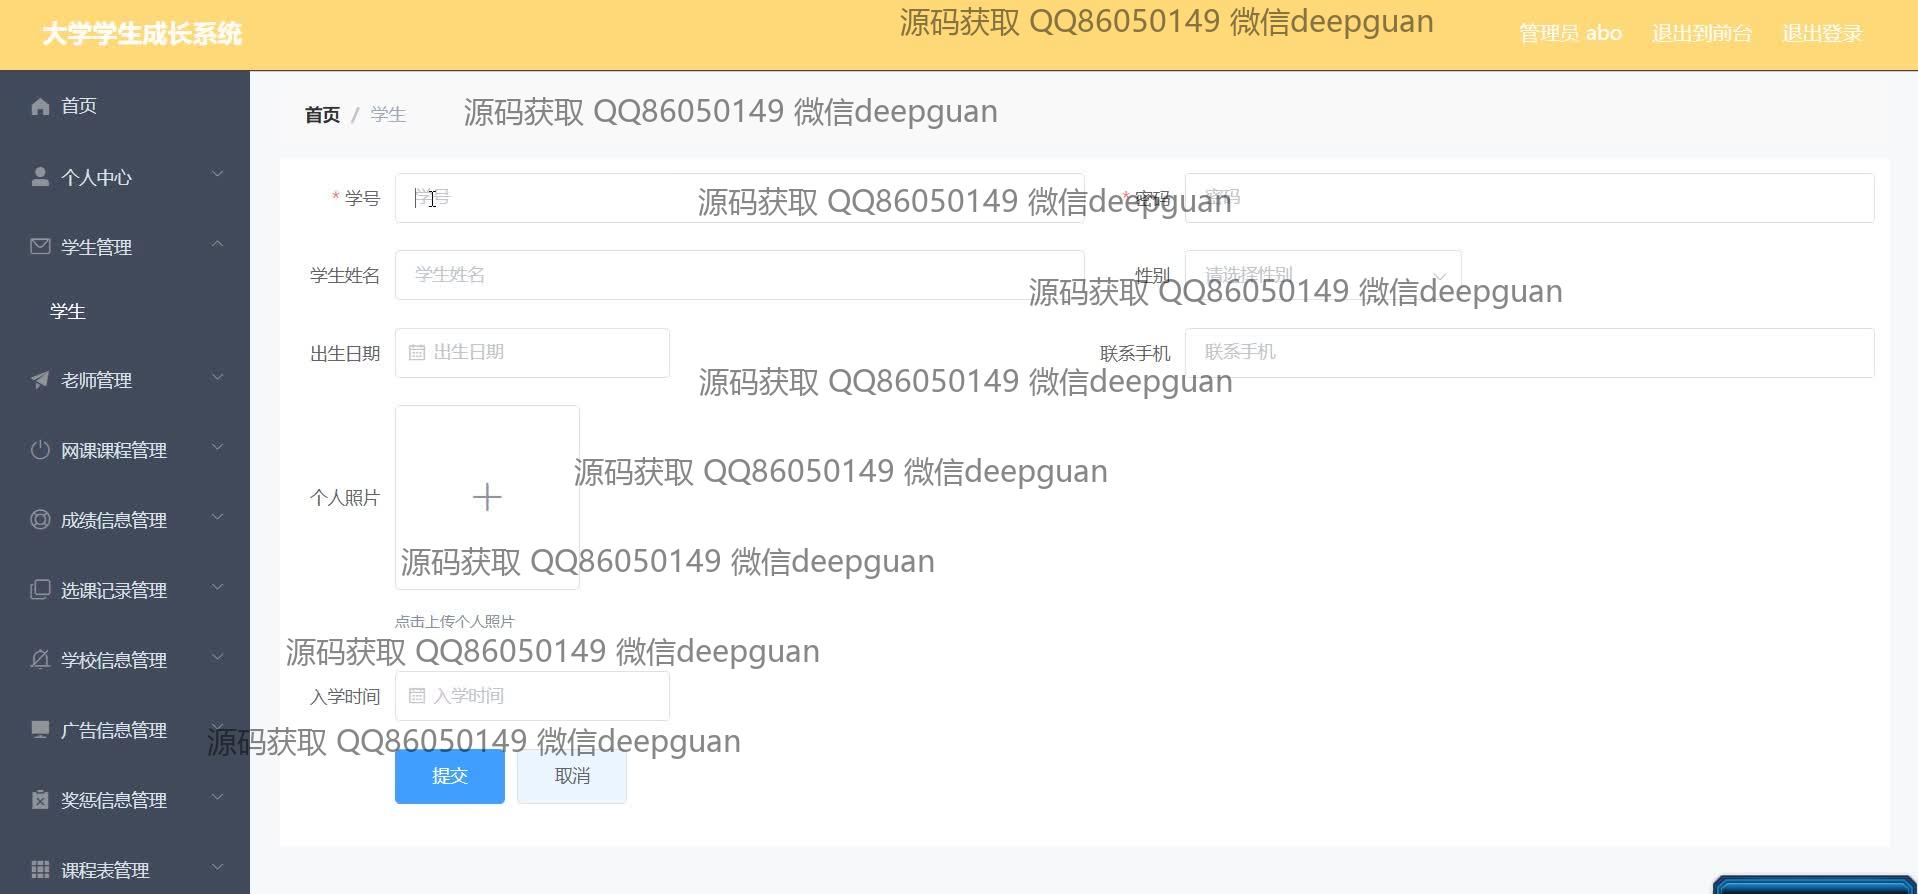 大学学生成长系统
源码获取 QQ86050149 微信deepguan
管理员 abo 退出到前台 退出登录
首页
首页 / 学生
源码获取 QQ86050149 微信deepguan
个人中心
* 学号 学号
* 密码 密码
源码获取 QQ86050149 微信deepguan
学生管理
学生姓名 学生姓名
性别 请选择性别
源码获取 QQ86050149 微信deepguan
学生
出生日期 出生日期
联系手机 联系手机
老师管理
源码获取 QQ86050149 微信deepguan
网课课程管理
源码获取 QQ86050149 微信deepguan
个人照片
成绩信息管理
源码获取 QQ86050149 微信deepguan
选课记录管理
点击上传个人照片
源码获取 QQ86050149 微信deepguan
学校信息管理
入学时间 入学时间
广告信息管理
源码获取 QQ86050149 微信deepguan
提交 取消
奖惩信息管理
课程表管理